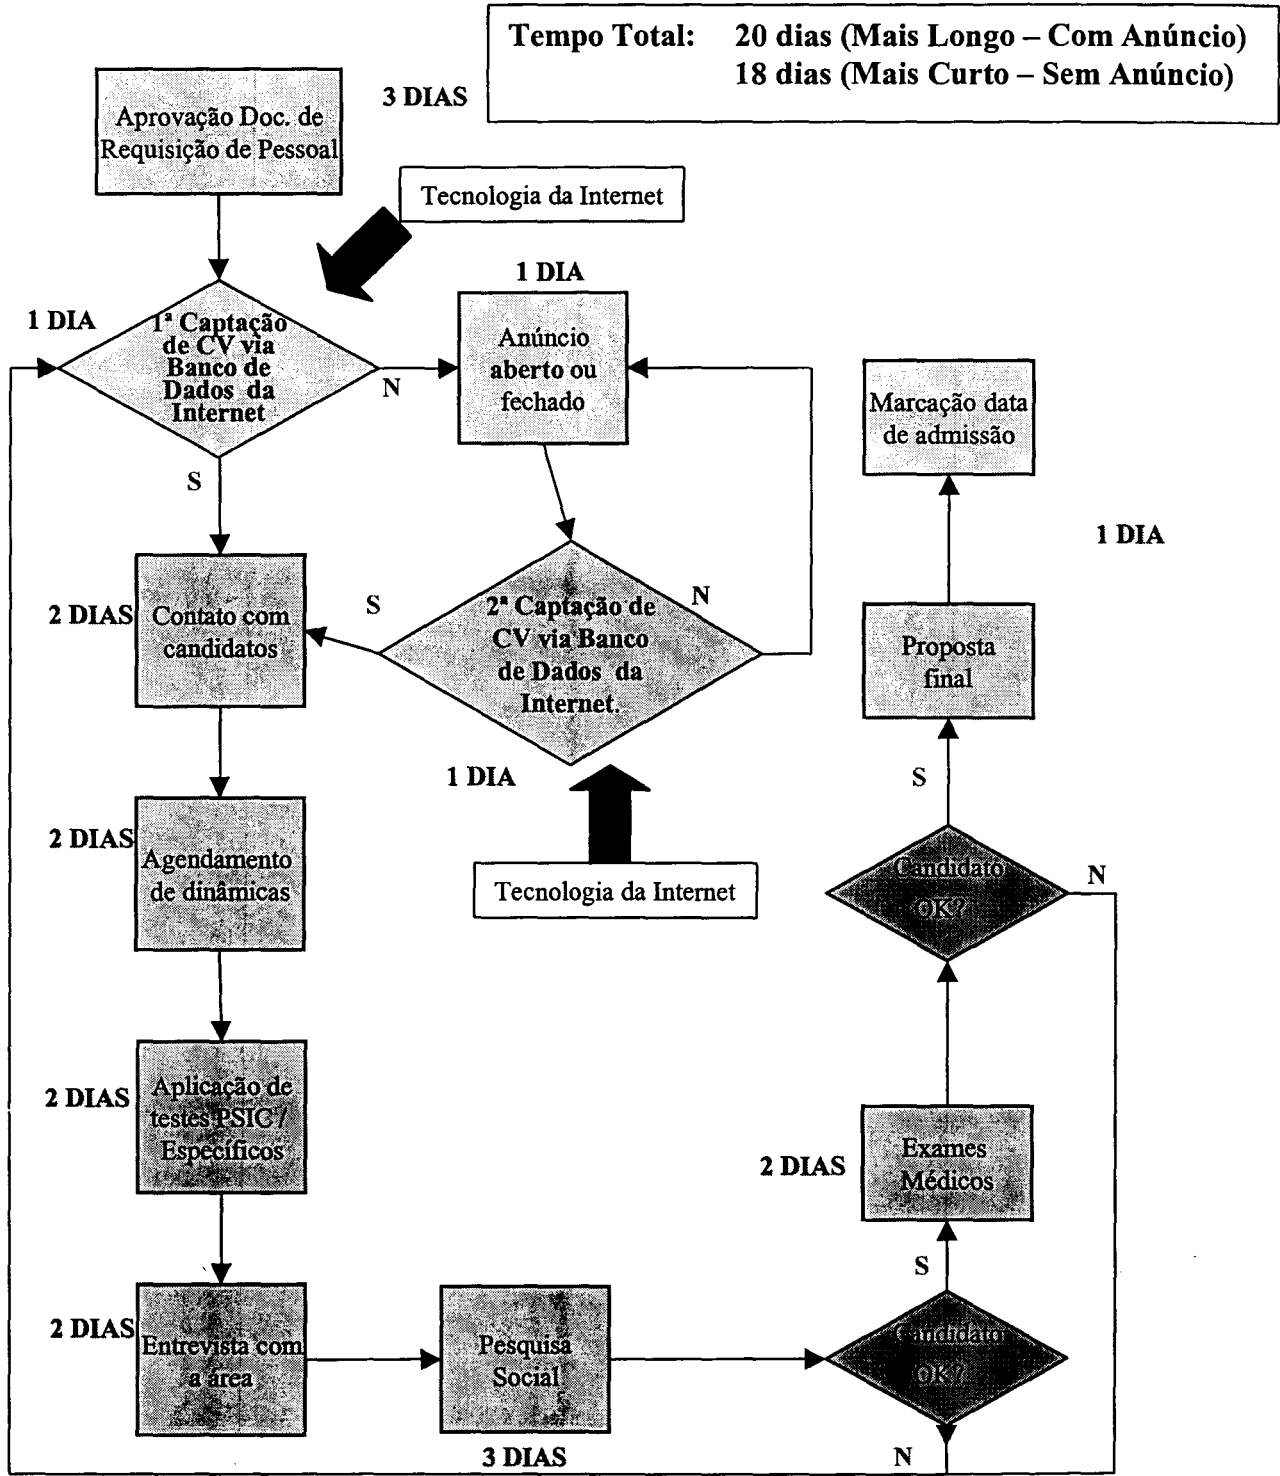 Tempo Total: 20 dias (Mais Longo – Com Anúncio)
18 dias (Mais Curto – Sem Anúncio)
3 DIAS
Aprovação Doc. de
Requisição de Pessoal
Tecnologia da Internet
1 DIA
1 DIA
1ª Captação
de CV via
Banco de
Dados da
Internet
N
S
Anúncio
aberto ou
fechado
Marcação data
de admissão
1 DIA
2 DIAS
Contato com
candidatos
S
N
2ª Captação de
CV via Banco
de Dados da
Internet.
1 DIA
Tecnologia da Internet
Proposta
final
S
2 DIAS
Agendamento
de dinâmicas
Candidato
OK?
N
2 DIAS
Aplicação de
testes PSIC /
Específicos
2 DIAS
Exames
Médicos
S
2 DIAS
Entrevista com
a área
Pesquisa
Social
3 DIAS
Candidato
OK?
N